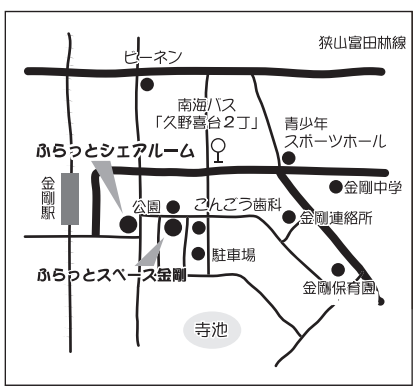 狭山富田林線
ビーネン
南海バス
「久野喜台2丁」
青少年
スポーツホール
ふらっとシェアルーム
金剛駅
公園
こんごう歯科
金剛中学
金剛連絡所
駐車場
ふらっとスペース金剛
金剛保育園
寺池